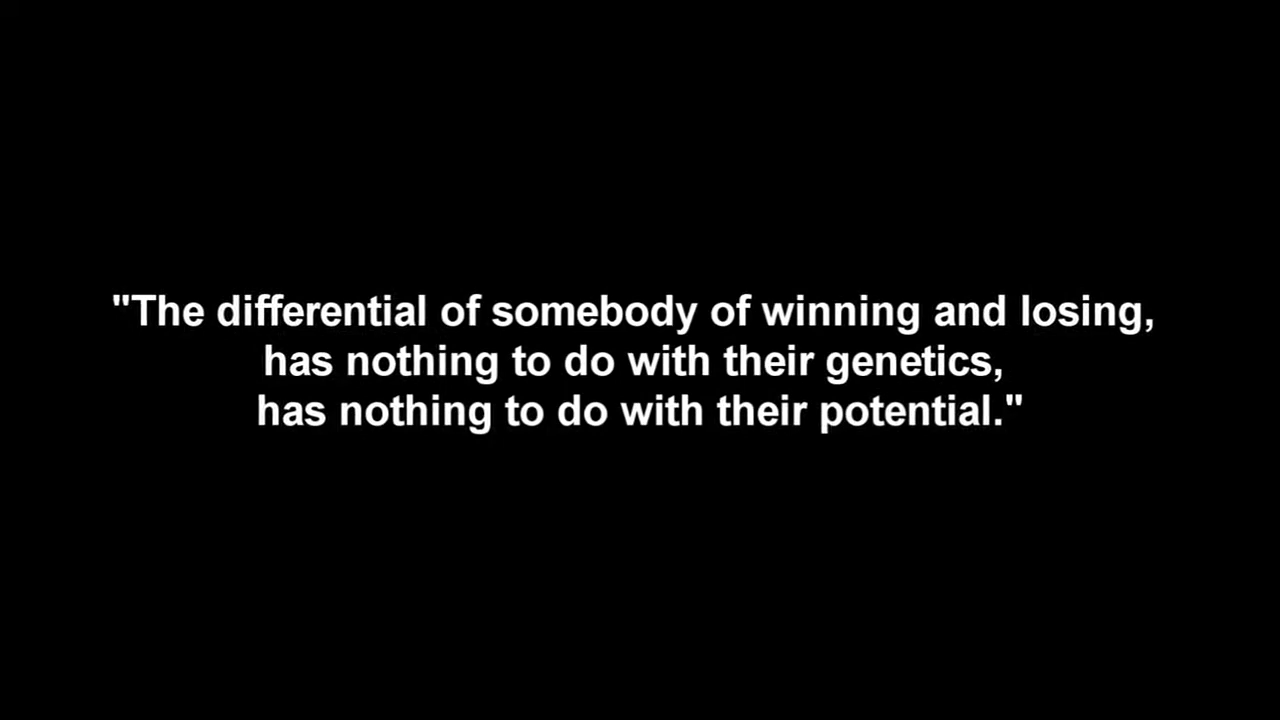 "The differential of somebody of winning and losing,
has nothing to do with their genetics,
has nothing to do with their potential."